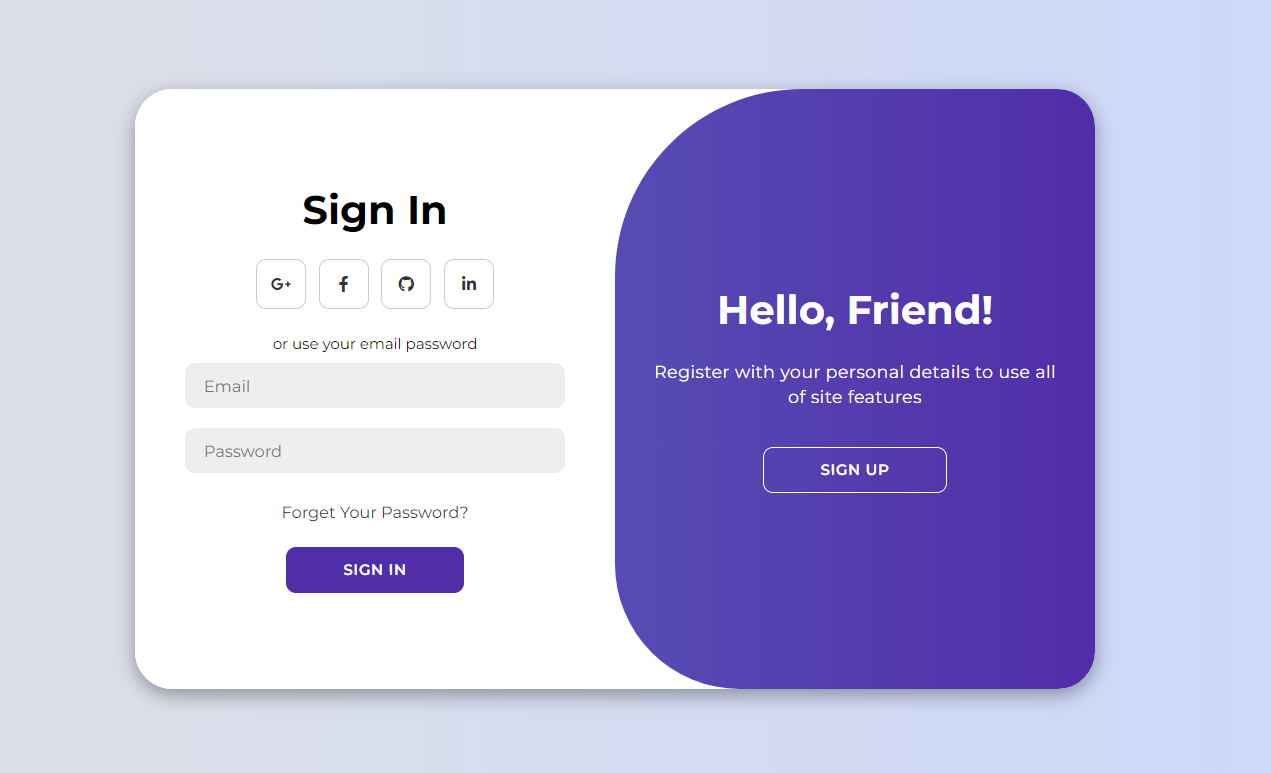 Sign In
G+
f
in
or use your email password
Email
Password
Forget Your Password?
SIGN IN
Hello, Friend!
Register with your personal details to use all
of site features
SIGN UP